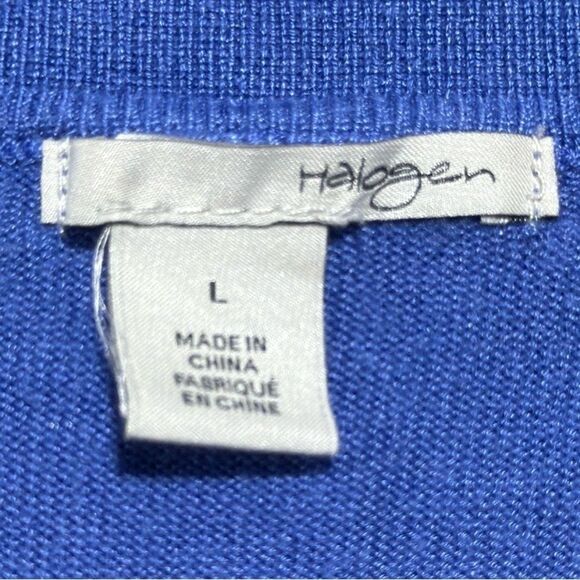 Halogen
L
MADE IN
CHINA
FABRIQUÉ
EN CHINE